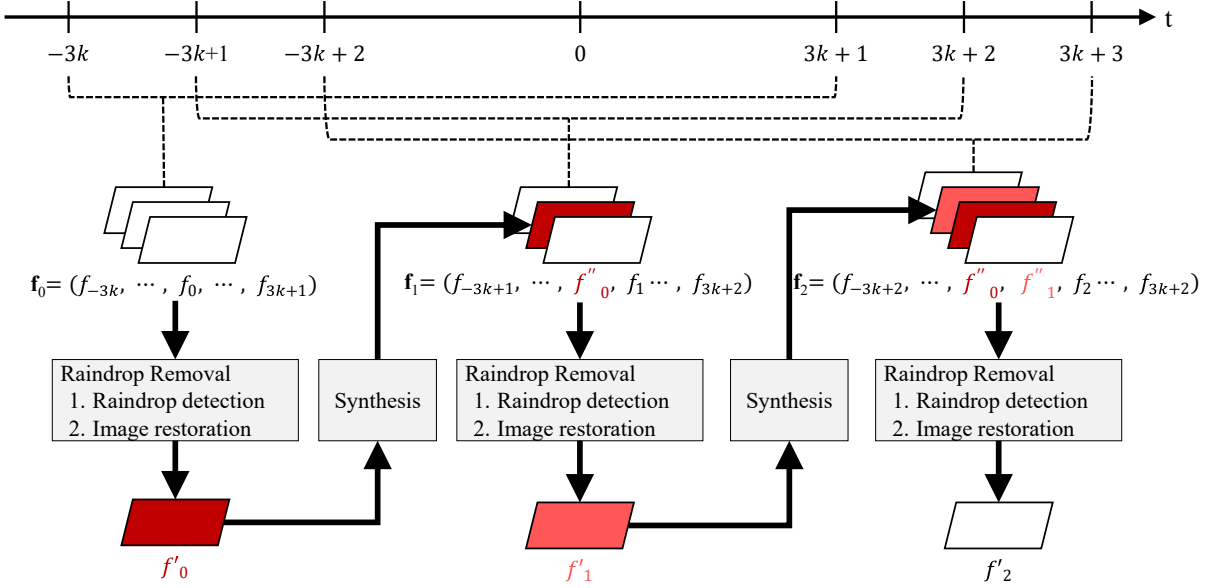 t
−3k −3k+1 −3k + 2 0 3k + 1 3k + 2 3k + 3
𝐟₀= (f₋₃ₖ, ⋯ , f₀, ⋯ , f₃ₖ₊₁)
𝐟₁= (f₋₃ₖ₊₁, ⋯ , f″₀, f₁ ⋯ , f₃ₖ₊₂)
𝐟₂= (f₋₃ₖ₊₂, ⋯ , f″₀, f″₁, f₂ ⋯ , f₃ₖ₊₂)
Raindrop Removal
1. Raindrop detection
2. Image restoration
Synthesis
Raindrop Removal
1. Raindrop detection
2. Image restoration
Synthesis
Raindrop Removal
1. Raindrop detection
2. Image restoration
f′₀
f′₁
f′₂